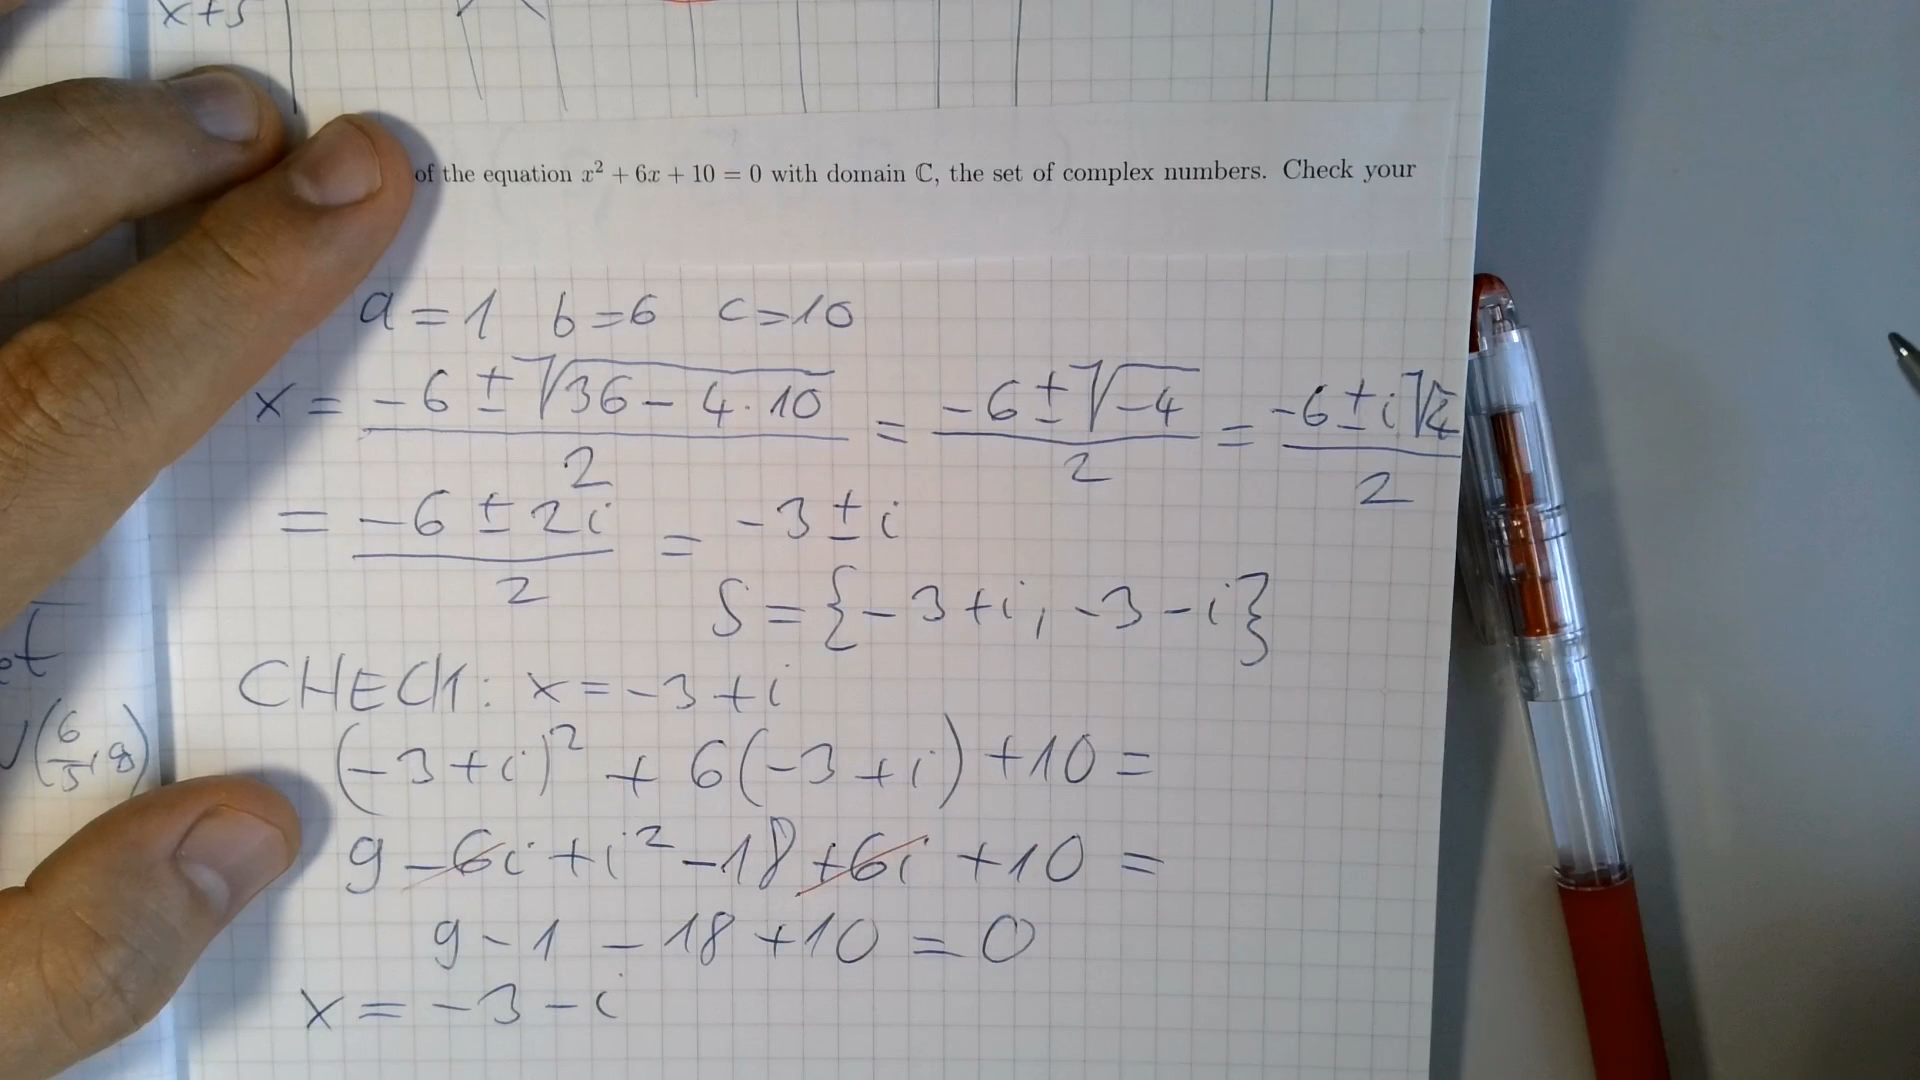 x+5
of the equation x² + 6x + 10 = 0 with domain ℂ, the set of complex numbers. Check your
a = 1 b = 6 c = 10
x = (-6 ± √(36 - 4 · 10))/2 = (-6 ± √(-4))/2 = (-6 ± i√4)/2
= (-6 ± 2i)/2 = -3 ± i
S = {-3 + i, -3 - i}
CHECK: x = -3 + i
(-3 + i)² + 6(-3 + i) + 10 =
9 - 6i + i² - 18 + 6i + 10 =
9 - 1 - 18 + 10 = 0
x = -3 - i